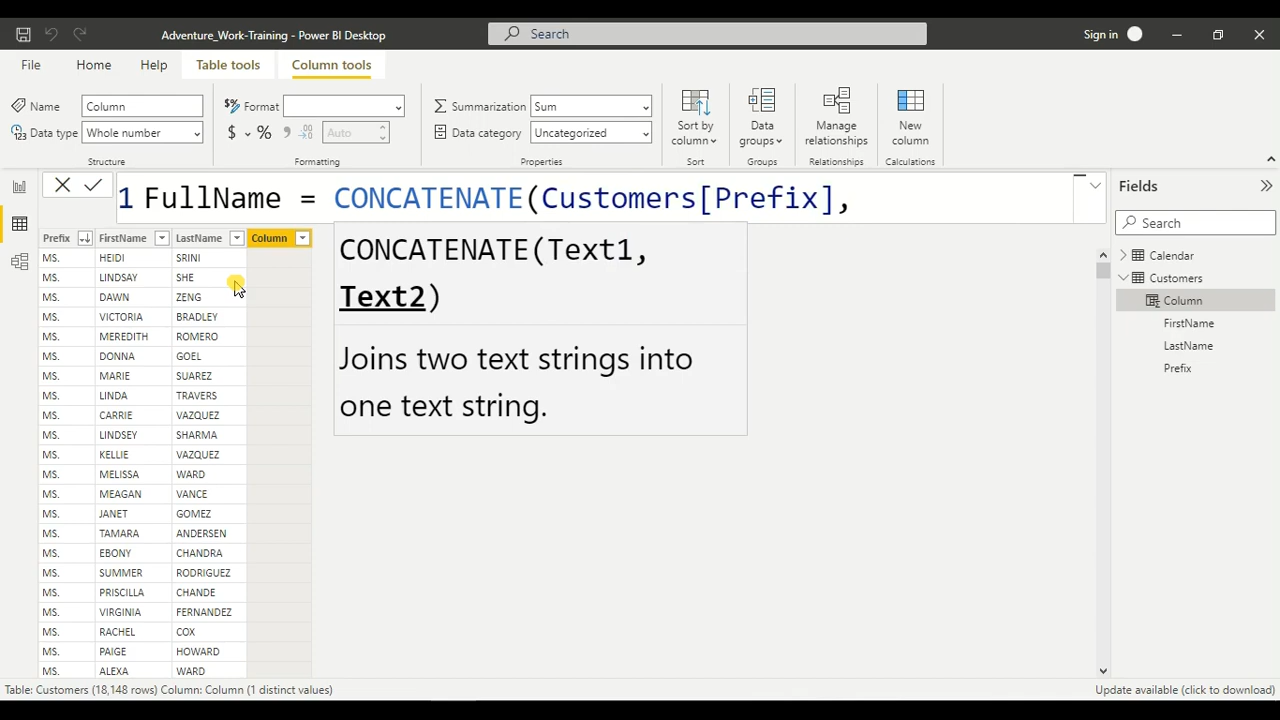 Adventure_Work-Training - Power BI Desktop
Search
Sign in
File
Home
Help
Table tools
Column tools
Name
Column
Data type
Whole number
Structure
Format
$
%
Auto
Formatting
Summarization
Sum
Data category
Uncategorized
Properties
Sort by
column
Sort
Data
groups
Groups
Manage
relationships
Relationships
New
column
Calculations
1 FullName = CONCATENATE(Customers[Prefix],
CONCATENATE(Text1,
Text2)
Joins two text strings into
one text string.
Prefix FirstName LastName Column
MS. HEIDI SRINI
MS. LINDSAY SHE
MS. DAWN ZENG
MS. VICTORIA BRADLEY
MS. MEREDITH ROMERO
MS. DONNA GOEL
MS. MARIE SUAREZ
MS. LINDA TRAVERS
MS. CARRIE VAZQUEZ
MS. LINDSEY SHARMA
MS. KELLIE VAZQUEZ
MS. MELISSA WARD
MS. MEAGAN VANCE
MS. JANET GOMEZ
MS. TAMARA ANDERSEN
MS. EBONY CHANDRA
MS. SUMMER RODRIGUEZ
MS. PRISCILLA CHANDE
MS. VIRGINIA FERNANDEZ
MS. RACHEL COX
MS. PAIGE HOWARD
MS. ALEXA WARD
Fields
Search
Calendar
Customers
Column
FirstName
LastName
Prefix
Table: Customers (18,148 rows) Column: Column (1 distinct values)
Update available (click to download)